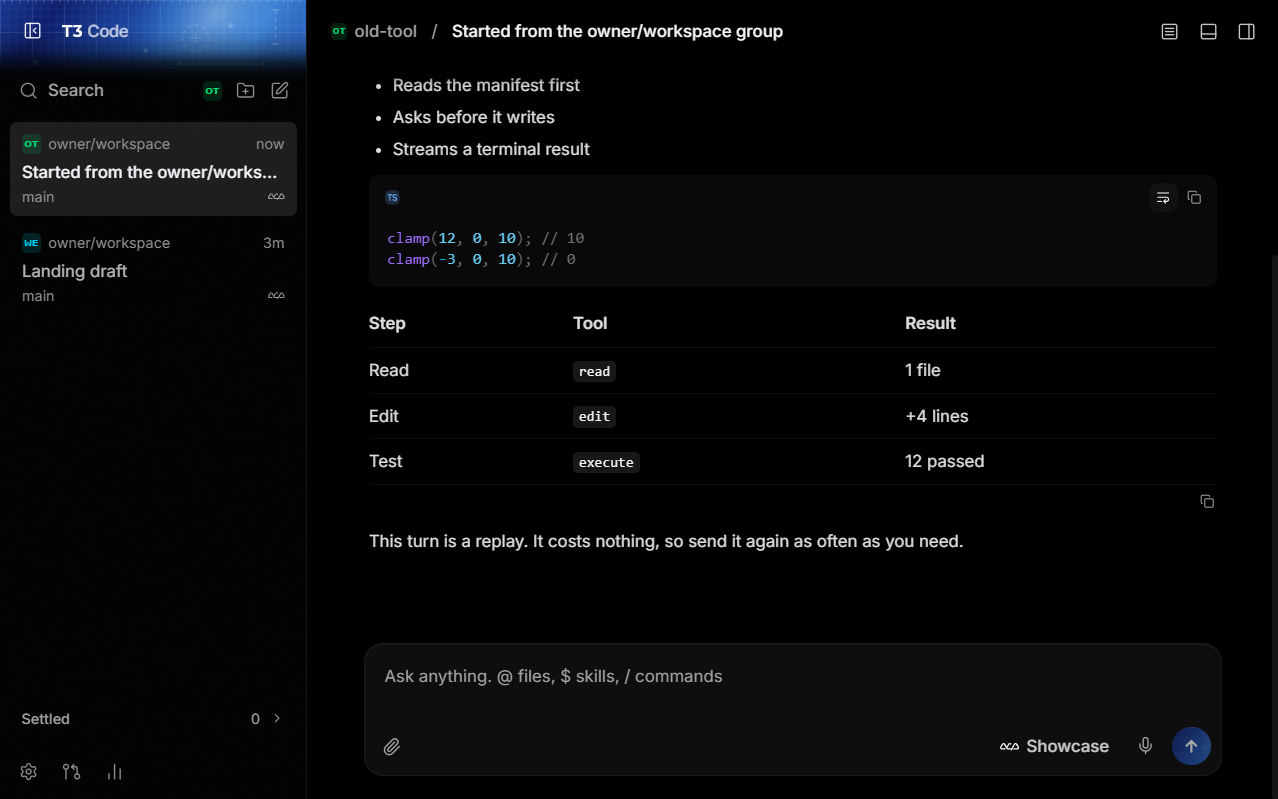 T3 Code
Search
OT
OT owner/workspace now
Started from the owner/works...
main
WE owner/workspace 3m
Landing draft
main
Settled 0
OT old-tool / Started from the owner/workspace group
• Reads the manifest first
• Asks before it writes
• Streams a terminal result
TS
clamp(12, 0, 10); // 10
clamp(-3, 0, 10); // 0
Step Tool Result
Read read 1 file
Edit edit +4 lines
Test execute 12 passed
This turn is a replay. It costs nothing, so send it again as often as you need.
Ask anything. @ files, $ skills, / commands
Showcase